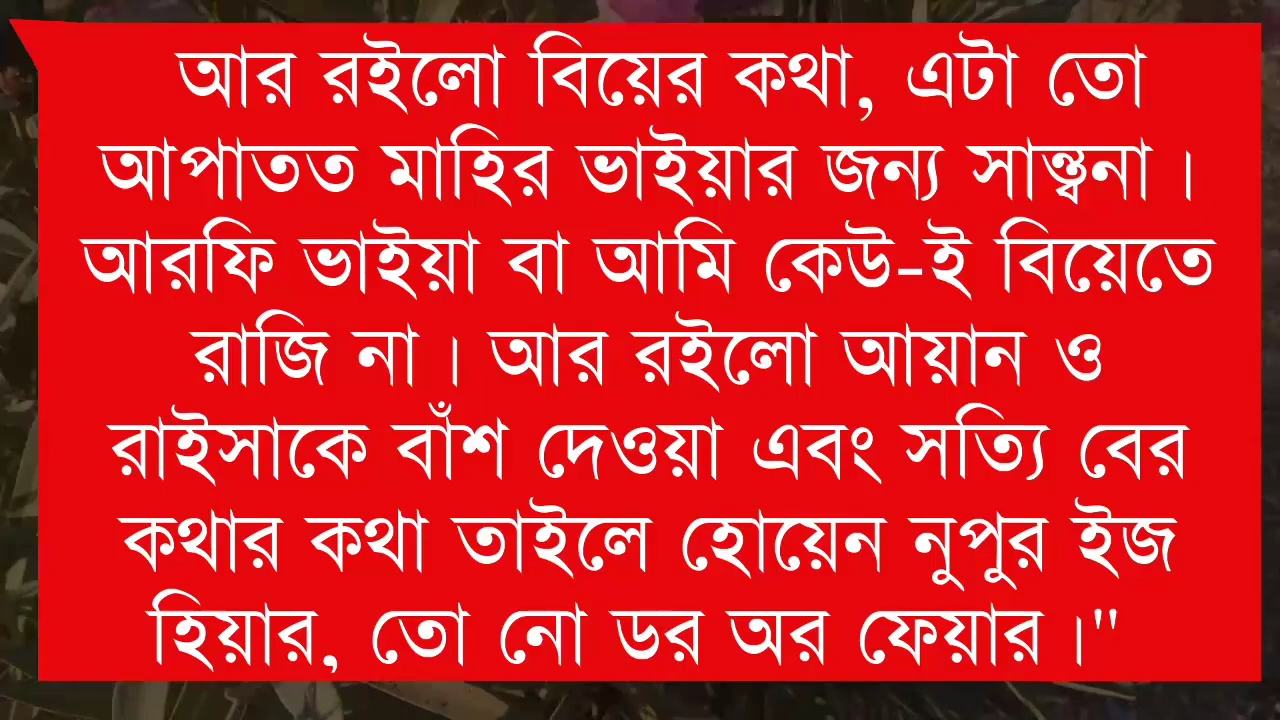 আর রইলো বিয়ের কথা, এটা তো
আপাতত মাহির ভাইয়ার জন্য সান্ত্বনা।
আরফি ভাইয়া বা আমি কেউ-ই বিয়েতে
রাজি না। আর রইলো আয়ান ও
রাইসাকে বাঁশ দেওয়া এবং সত্যি বের
কথার কথা তাইলে হোয়েন নুপুর ইজ
হিয়ার, তো নো ডর অর ফেয়ার।"